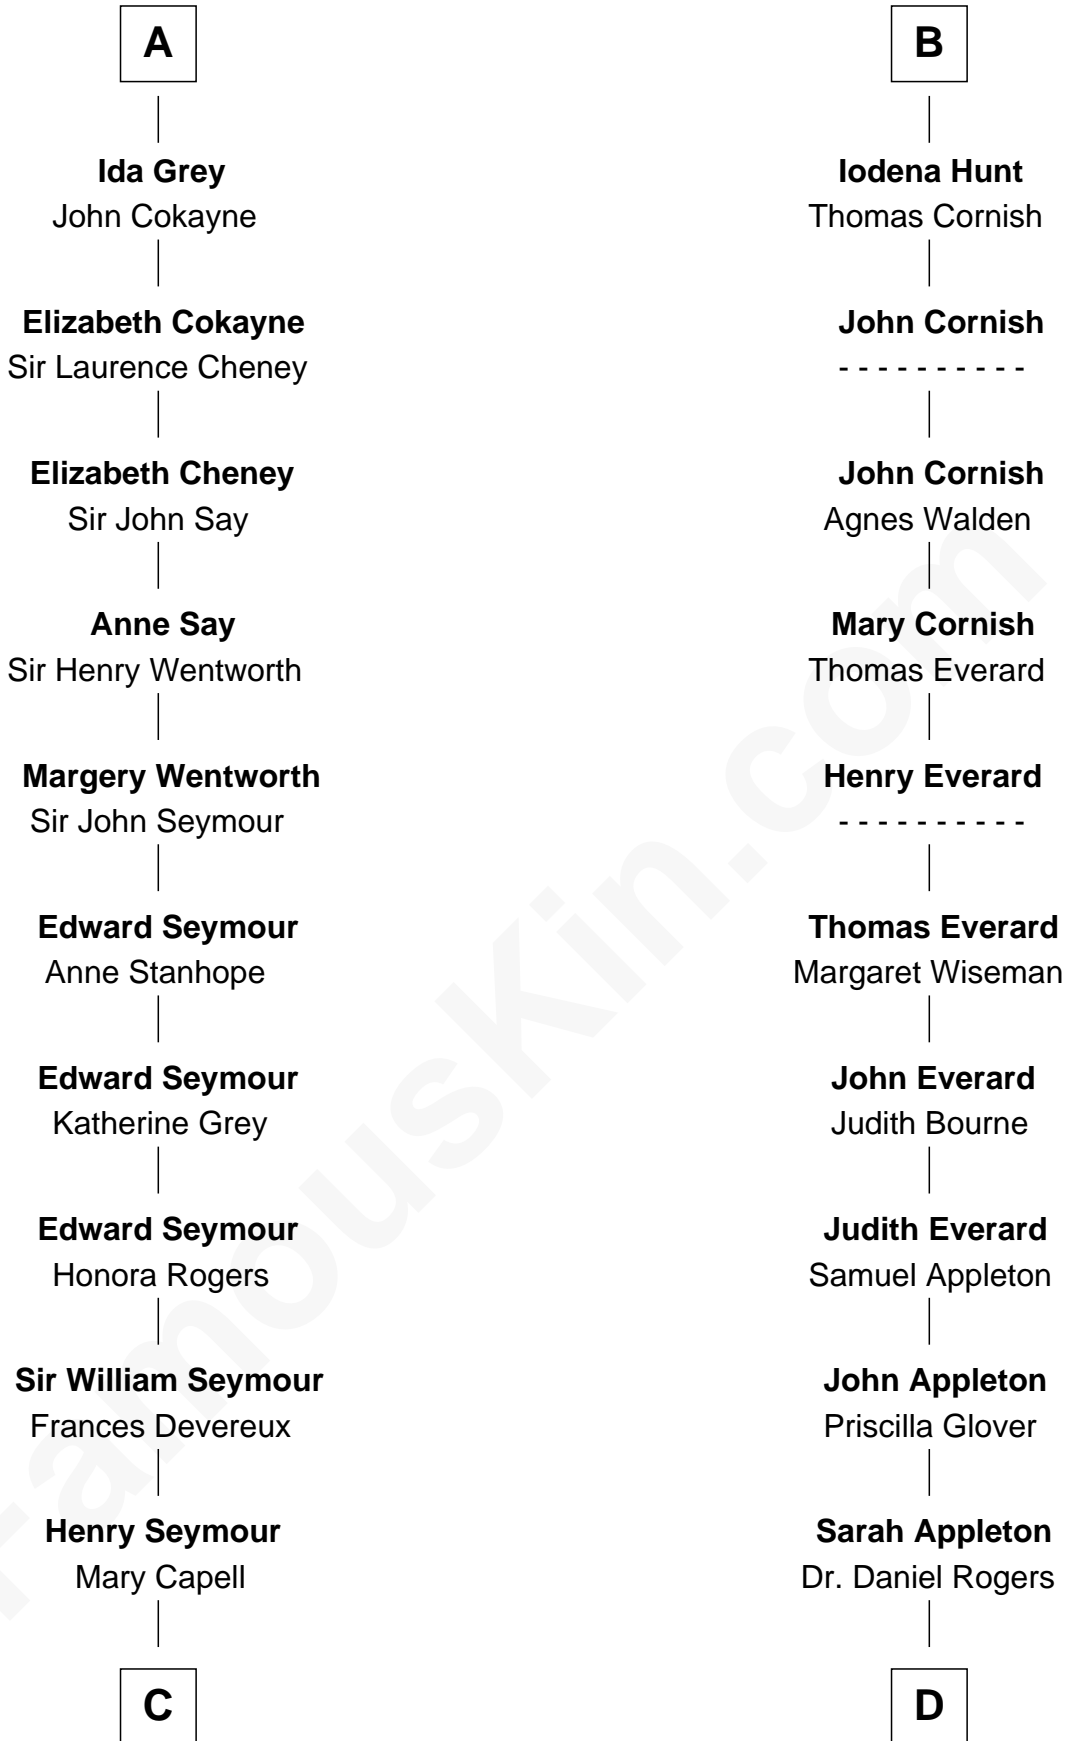 A
Ida Grey
John Cokayne
Elizabeth Cokayne
Sir Laurence Cheney
Elizabeth Cheney
Sir John Say
Anne Say
Sir Henry Wentworth
Margery Wentworth
Sir John Seymour
Edward Seymour
Anne Stanhope
Edward Seymour
Katherine Grey
Edward Seymour
Honora Rogers
Sir William Seymour
Frances Devereux
Henry Seymour
Mary Capell
C
B
Iodena Hunt
Thomas Cornish
John Cornish
- - - - - - - - - -
John Cornish
Agnes Walden
Mary Cornish
Thomas Everard
Henry Everard
- - - - - - - - - -
Thomas Everard
Margaret Wiseman
John Everard
Judith Bourne
Judith Everard
Samuel Appleton
John Appleton
Priscilla Glover
Sarah Appleton
Dr. Daniel Rogers
D
FamousKin.com